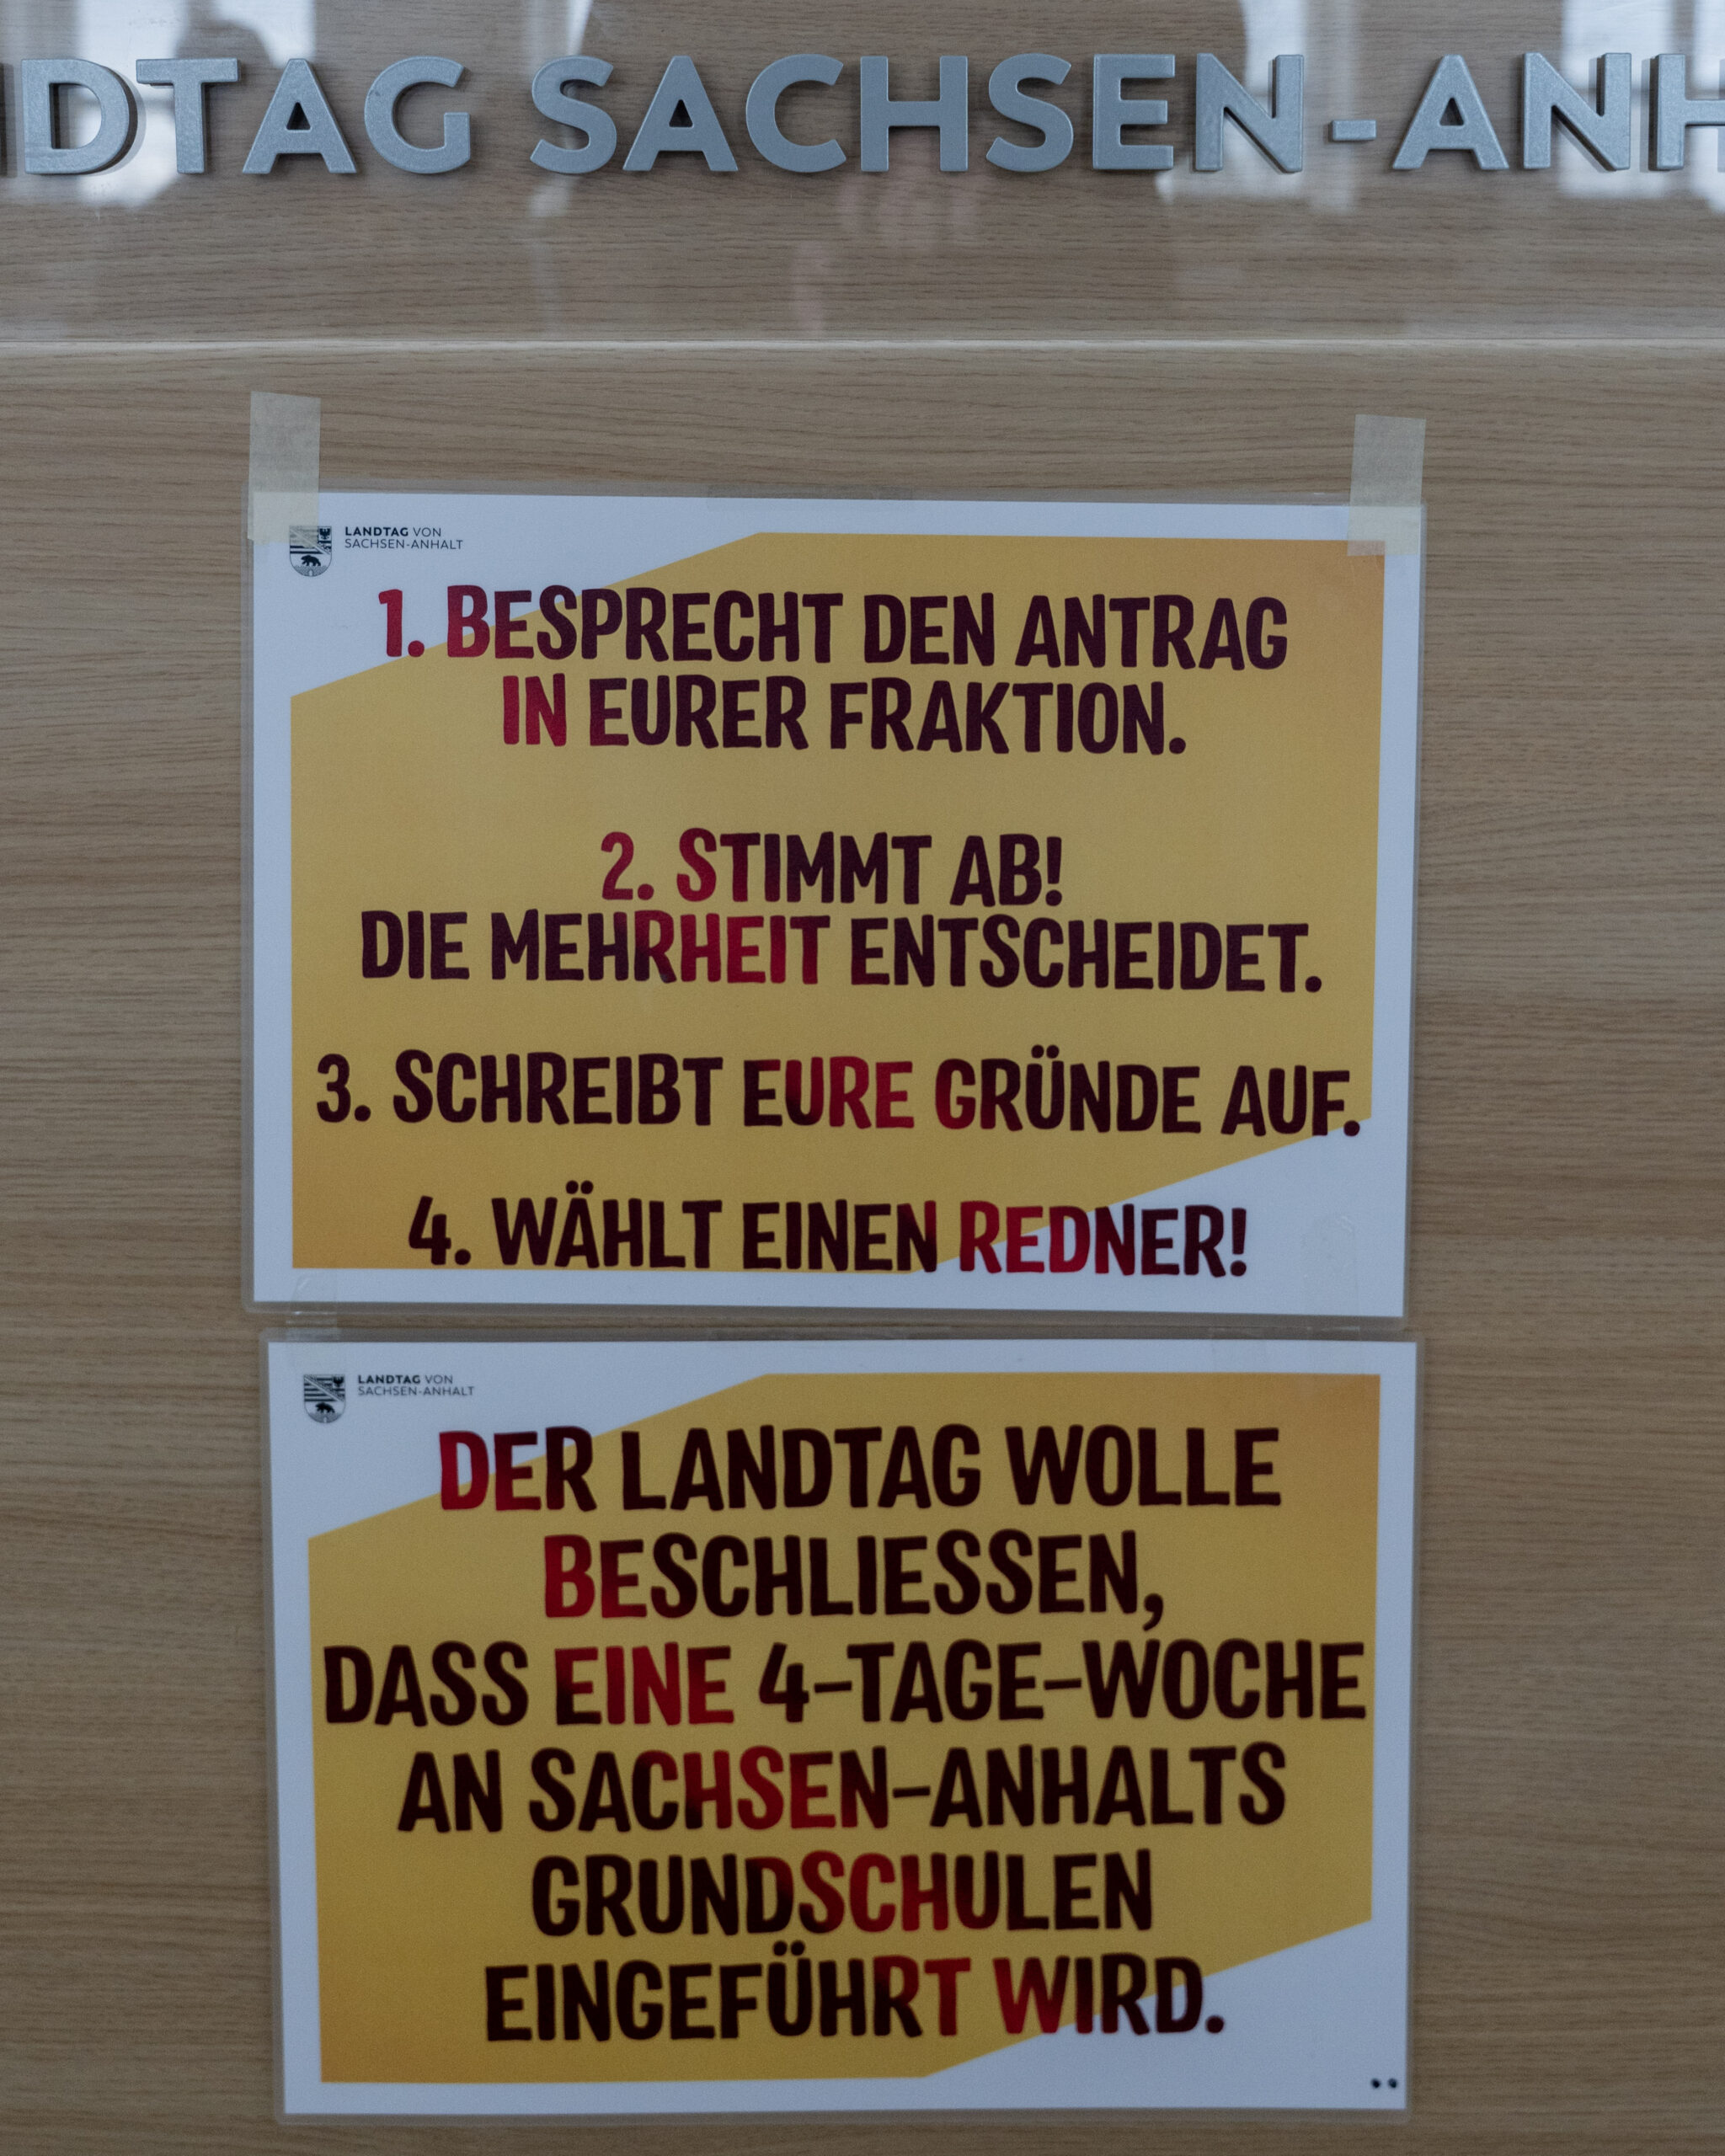 NDTAG SACHSEN-ANH
LANDTAG VON
SACHSEN-ANHALT
1. BESPRECHT DEN ANTRAG
IN EURER FRAKTION.
2. STIMMT AB!
DIE MEHRHEIT ENTSCHEIDET.
3. SCHREIBT EURE GRÜNDE AUF.
4. WÄHLT EINEN REDNER!
LANDTAG VON
SACHSEN-ANHALT
DER LANDTAG WOLLE
BESCHLIESSEN,
DASS EINE 4-TAGE-WOCHE
AN SACHSEN-ANHALTS
GRUNDSCHULEN
EINGEFÜHRT WIRD.